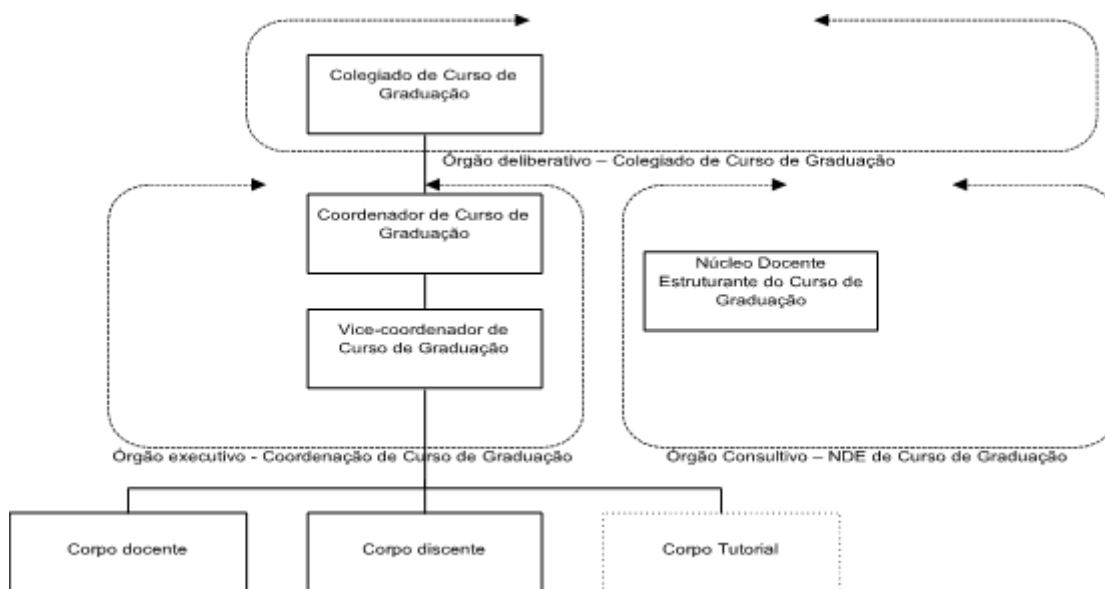 Colegiado de Curso de
Graduação
Órgão deliberativo – Colegiado de Curso de Graduação
Coordenador de Curso de
Graduação
Vice-coordenador de
Curso de Graduação
Órgão executivo - Coordenação de Curso de Graduação
Núcleo Docente
Estruturante do Curso de
Graduação
Órgão Consultivo – NDE de Curso de Graduação
Corpo docente
Corpo discente
Corpo Tutorial